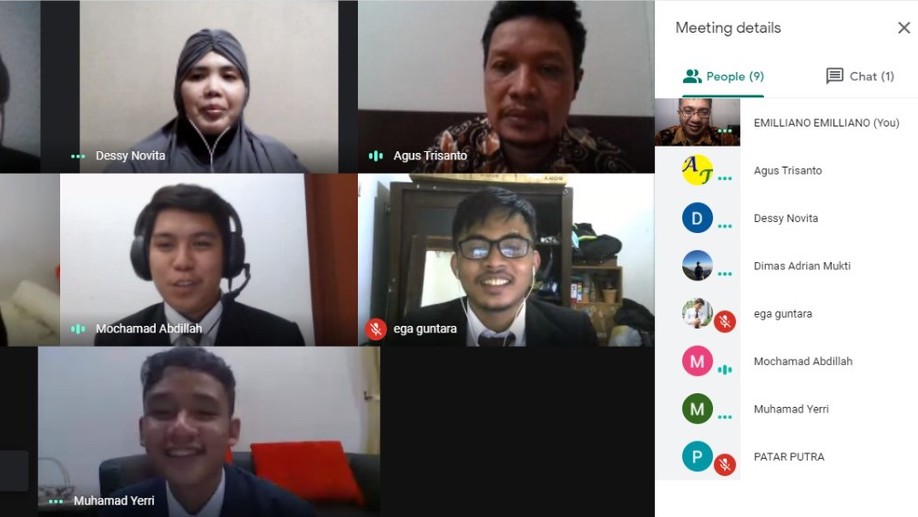 Dessy Novita
Agus Trisanto
Mochamad Abdillah
ega guntara
Muhamad Yerri
Meeting details
People (9)
Chat (1)
EMILLIANO EMILLIANO (You)
AT
Agus Trisanto
D
Dessy Novita
Dimas Adrian Mukti
ega guntara
M
Mochamad Abdillah
M
Muhamad Yerri
P
PATAR PUTRA